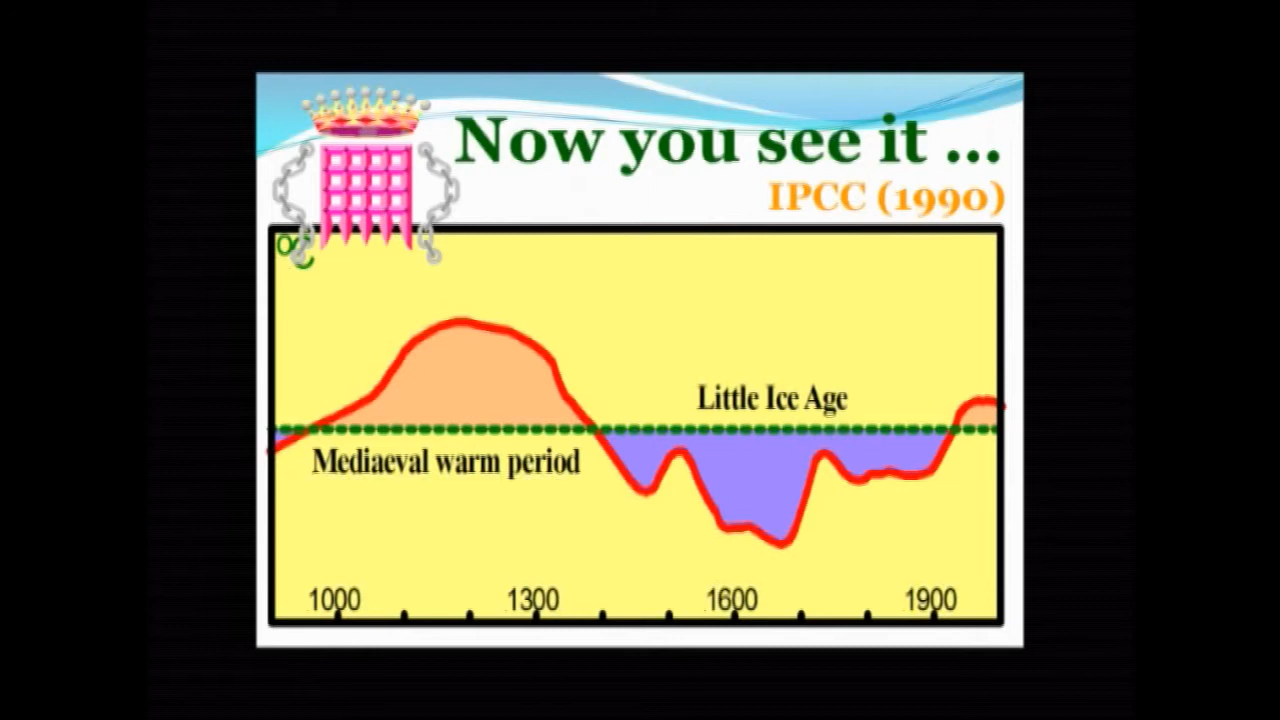 Now you see it ...
IPCC (1990)
°C
Little Ice Age
Mediaeval warm period
1000 1300 1600 1900